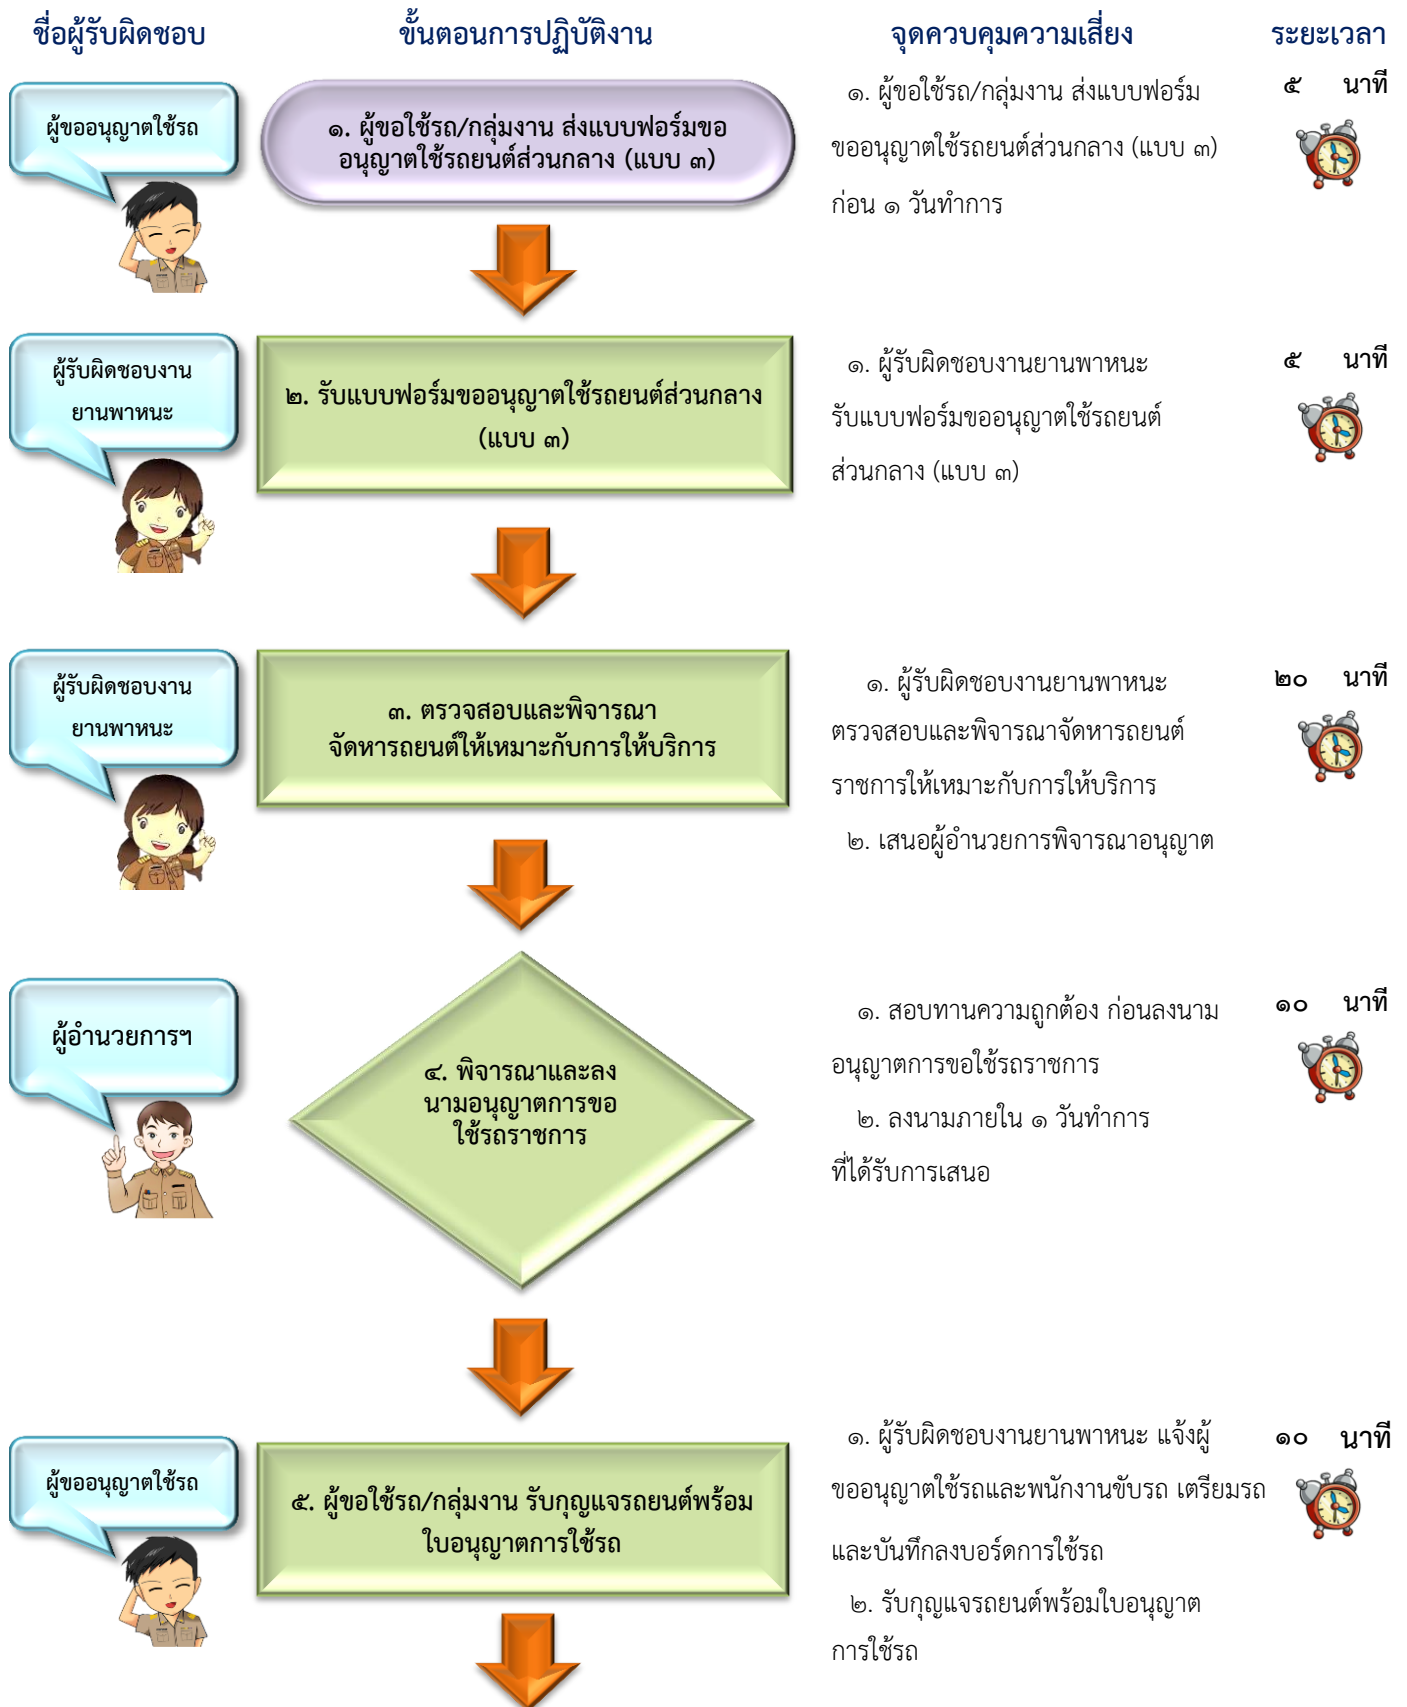 ชื่อผู้รับผิดชอบ ขั้นตอนการปฏิบัติงาน จุดควบคุมความเสี่ยง ระยะเวลา
ผู้ขออนุญาตใช้รถ
๑. ผู้ขอใช้รถ/กลุ่มงาน ส่งแบบฟอร์มขอ
อนุญาตใช้รถยนต์ส่วนกลาง (แบบ ๓)
๑. ผู้ขอใช้รถ/กลุ่มงาน ส่งแบบฟอร์ม
ขออนุญาตใช้รถยนต์ส่วนกลาง (แบบ ๓)
ก่อน ๑ วันทำการ
๕ นาที
ผู้รับผิดชอบงาน
ยานพาหนะ
๒. รับแบบฟอร์มขออนุญาตใช้รถยนต์ส่วนกลาง
(แบบ ๓)
๑. ผู้รับผิดชอบงานยานพาหนะ
รับแบบฟอร์มขออนุญาตใช้รถยนต์
ส่วนกลาง (แบบ ๓)
๕ นาที
ผู้รับผิดชอบงาน
ยานพาหนะ
๓. ตรวจสอบและพิจารณา
จัดหารถยนต์ให้เหมาะกับการให้บริการ
๑. ผู้รับผิดชอบงานยานพาหนะ
ตรวจสอบและพิจารณาจัดหารถยนต์
ราชการให้เหมาะกับการให้บริการ
๒. เสนอผู้อำนวยการพิจารณาอนุญาต
๒๐ นาที
ผู้อำนวยการฯ
๔. พิจารณาและลง
นามอนุญาตการขอ
ใช้รถราชการ
๑. สอบทานความถูกต้อง ก่อนลงนาม
อนุญาตการขอใช้รถราชการ
๒. ลงนามภายใน ๑ วันทำการ
ที่ได้รับการเสนอ
๑๐ นาที
ผู้ขออนุญาตใช้รถ
๕. ผู้ขอใช้รถ/กลุ่มงาน รับกุญแจรถยนต์พร้อม
ใบอนุญาตการใช้รถ
๑. ผู้รับผิดชอบงานยานพาหนะ แจ้งผู้
ขออนุญาตใช้รถและพนักงานขับรถ เตรียมรถ
และบันทึกลงบอร์ดการใช้รถ
๒. รับกุญแจรถยนต์พร้อมใบอนุญาต
การใช้รถ
๑๐ นาที